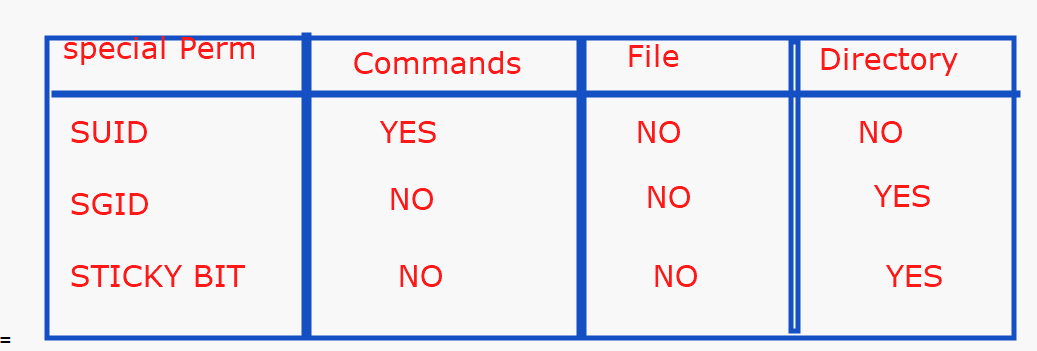 special Perm Commands File Directory
SUID YES NO NO
SGID NO NO YES
STICKY BIT NO NO YES
=